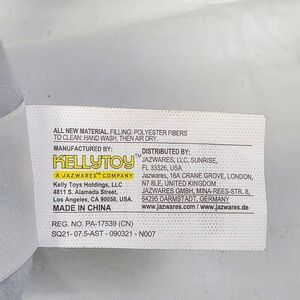 ALL NEW MATERIAL. FILLING: POLYESTER FIBERS
TO CLEAN: HAND WASH, THEN AIR DRY.
MANUFACTURED BY:
KELLYTOY
A JAZWARES™ COMPANY
Kelly Toys Holdings, LLC
4811 S. Alameda Street,
Los Angeles, CA 90058, USA.
MADE IN CHINA
DISTRIBUTED BY:
JAZWARES, LLC, SUNRISE,
FL 33326, USA.
Jazwares, 16A CRANE GROVE, LONDON,
N7 8LE, UNITED KINGDOM
JAZWARES GMBH, MINA-REES-STR. 8,
64295 DARMSTADT, GERMANY
www.jazwares.com / www.jazwares.de
REG. NO. PA-17539 (CN)
SQ21- 07.5-AST - 090321 - N007